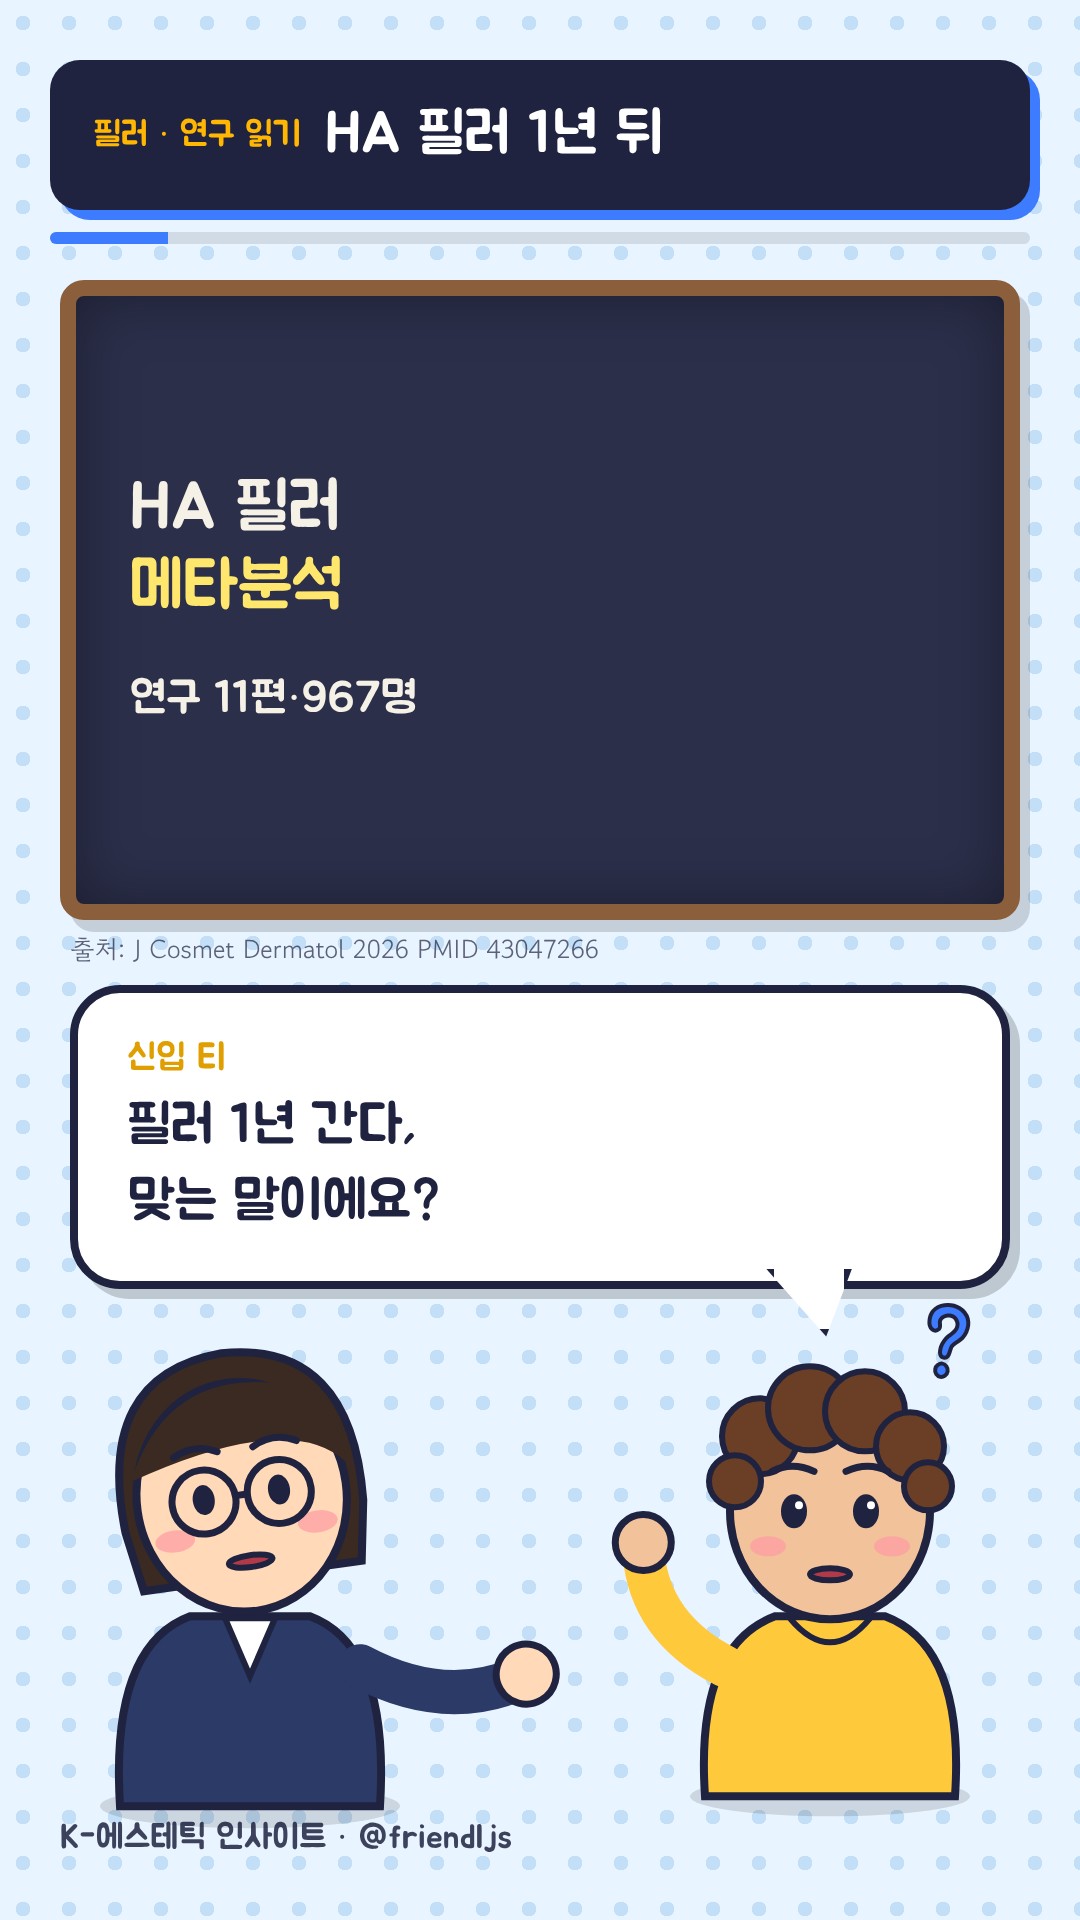 필러 · 연구 읽기 HA 필러 1년 뒤
HA 필러
메타분석
연구 11편·967명
출처: J Cosmet Dermatol 2026 PMID 43047266
신입 티
필러 1년 간다,
맞는 말이에요?
?
K-에스테틱 인사이트 · @friendljs